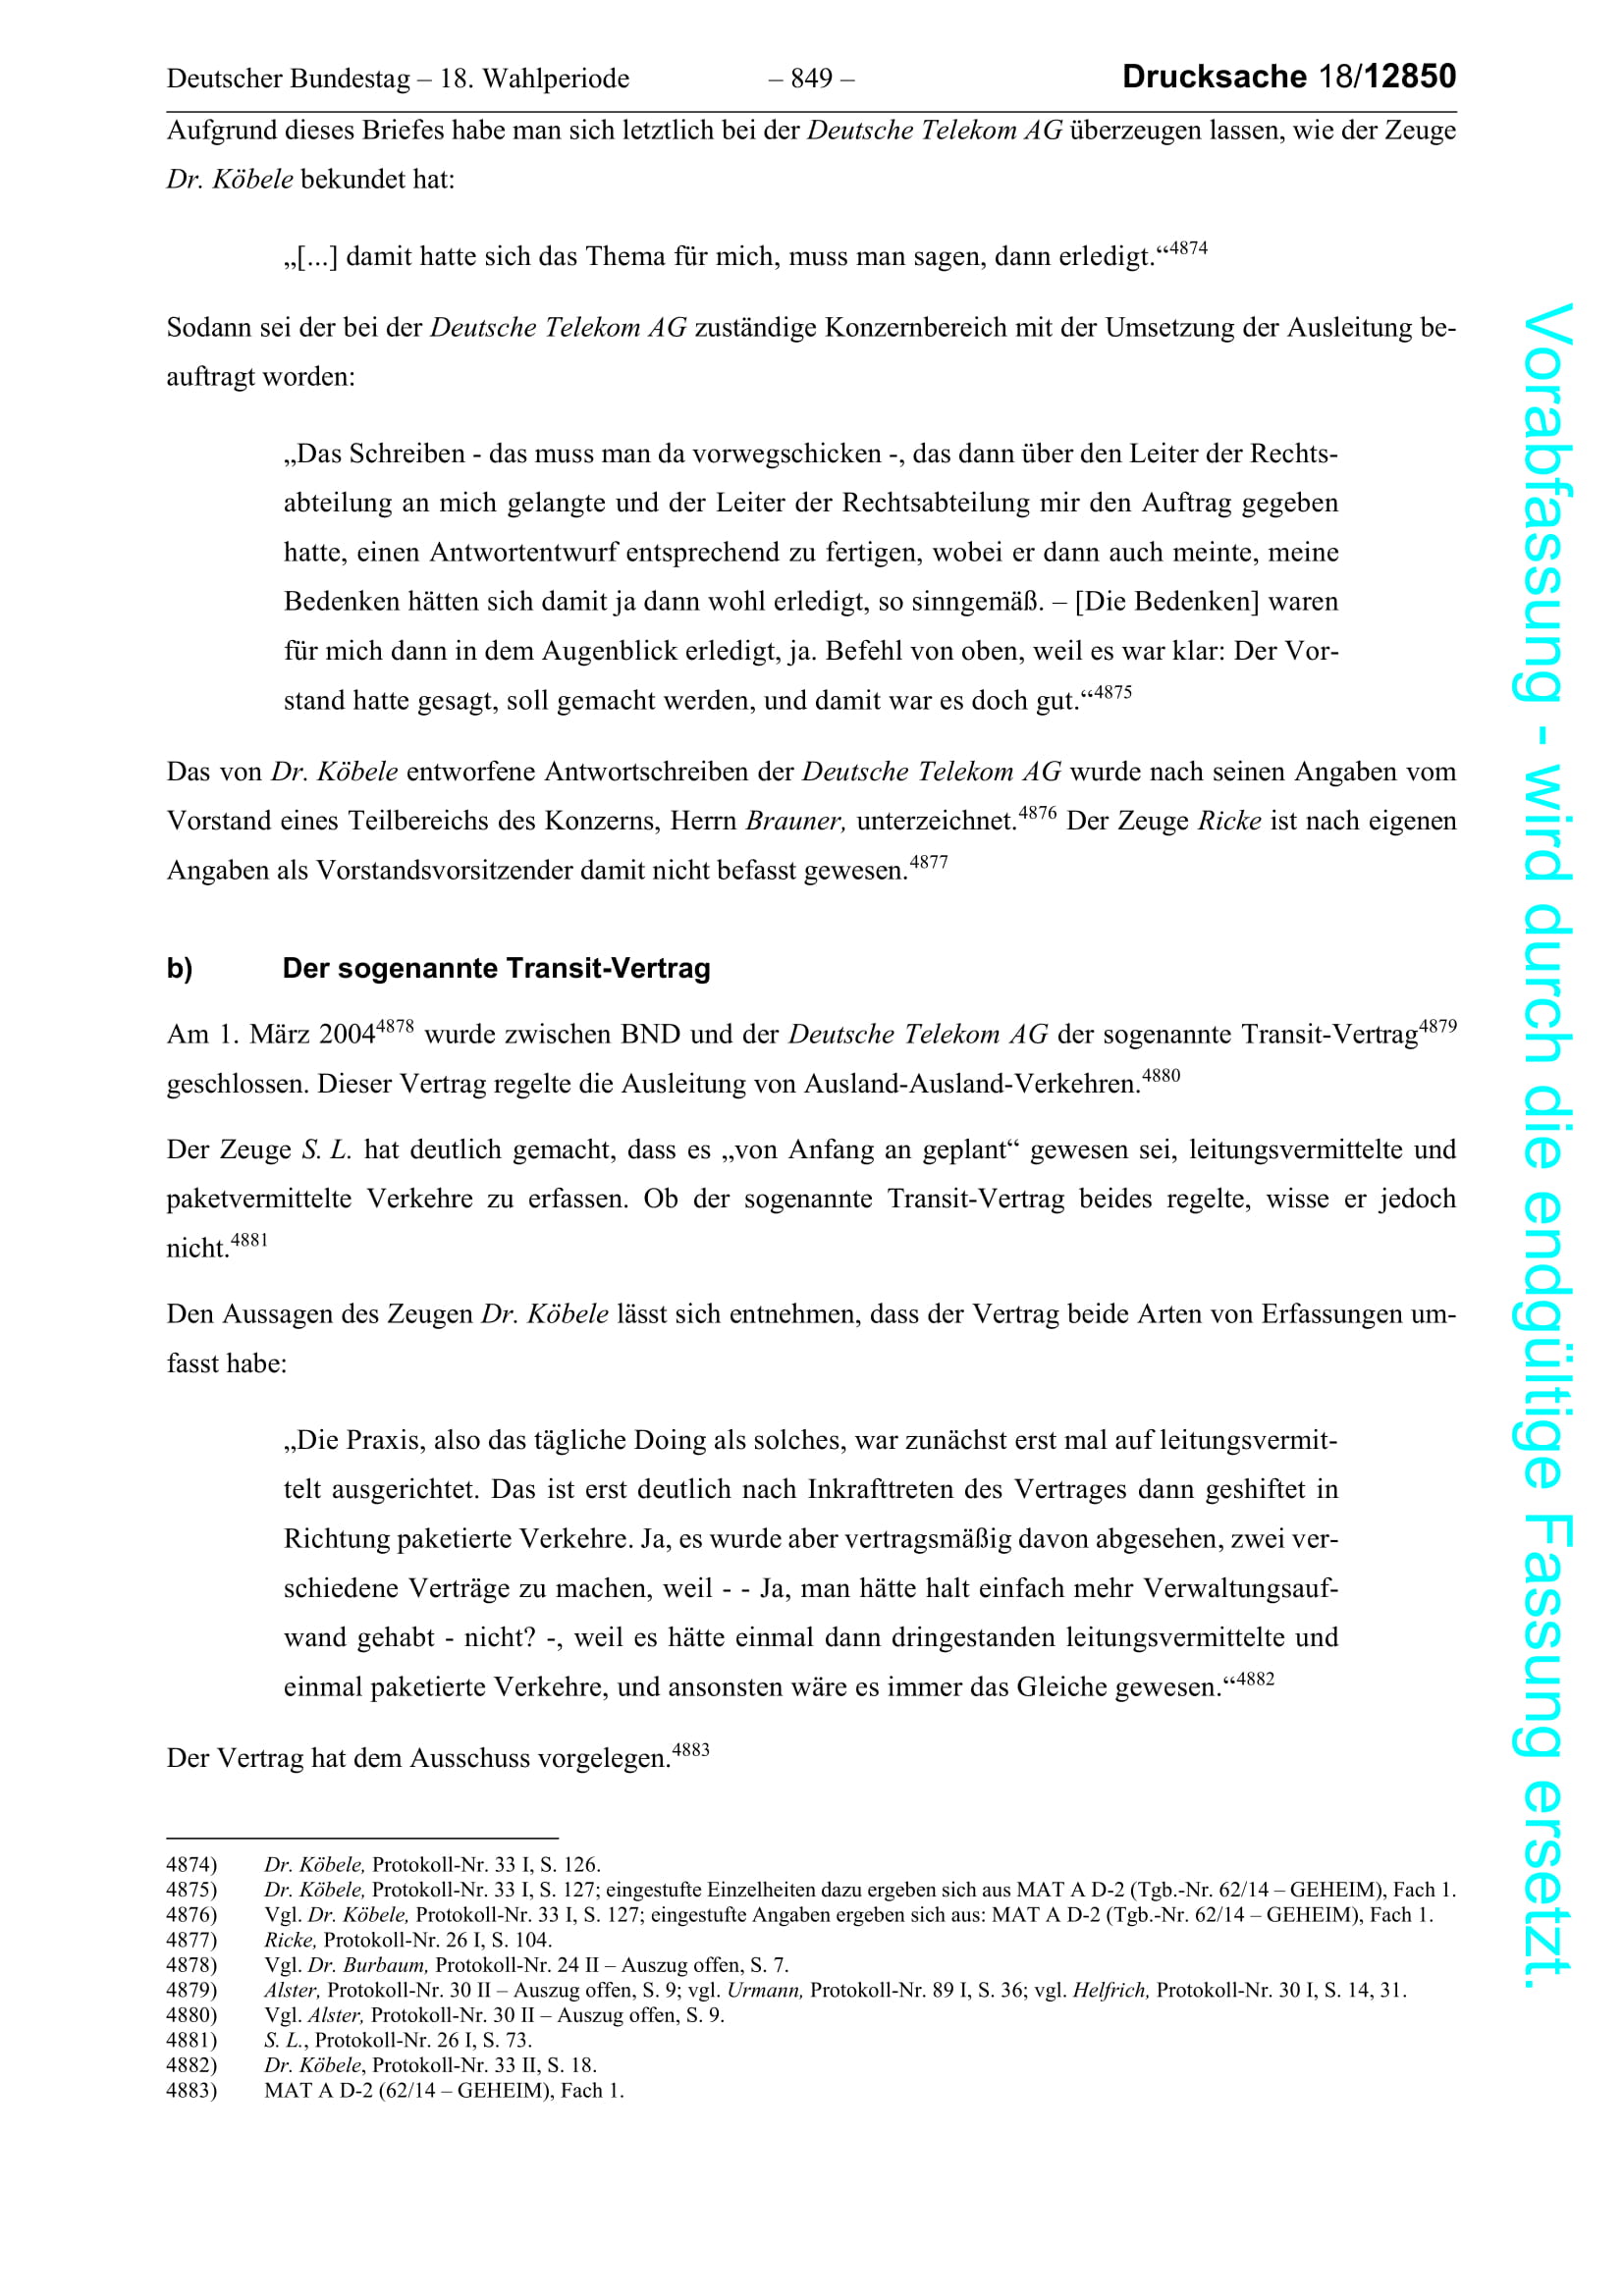 Deutscher Bundestag – 18. Wahlperiode – 849 – Drucksache 18/12850
Aufgrund dieses Briefes habe man sich letztlich bei der Deutsche Telekom AG überzeugen lassen, wie der Zeuge
Dr. Köbele bekundet hat:
„[...] damit hatte sich das Thema für mich, muss man sagen, dann erledigt.“4874
Sodann sei der bei der Deutsche Telekom AG zuständige Konzernbereich mit der Umsetzung der Ausleitung be-
auftragt worden:
„Das Schreiben - das muss man da vorwegschicken -, das dann über den Leiter der Rechts-
abteilung an mich gelangte und der Leiter der Rechtsabteilung mir den Auftrag gegeben
hatte, einen Antwortentwurf entsprechend zu fertigen, wobei er dann auch meinte, meine
Bedenken hätten sich damit ja dann wohl erledigt, so sinngemäß. – [Die Bedenken] waren
für mich dann in dem Augenblick erledigt, ja. Befehl von oben, weil es war klar: Der Vor-
stand hatte gesagt, soll gemacht werden, und damit war es doch gut.“4875
Das von Dr. Köbele entworfene Antwortschreiben der Deutsche Telekom AG wurde nach seinen Angaben vom
Vorstand eines Teilbereichs des Konzerns, Herrn Brauner, unterzeichnet.4876 Der Zeuge Ricke ist nach eigenen
Angaben als Vorstandsvorsitzender damit nicht befasst gewesen.4877
b) Der sogenannte Transit-Vertrag
Am 1. März 20044878 wurde zwischen BND und der Deutsche Telekom AG der sogenannte Transit-Vertrag4879
geschlossen. Dieser Vertrag regelte die Ausleitung von Ausland-Ausland-Verkehren.4880
Der Zeuge S. L. hat deutlich gemacht, dass es „von Anfang an geplant“ gewesen sei, leitungsvermittelte und
paketvermittelte Verkehre zu erfassen. Ob der sogenannte Transit-Vertrag beides regelte, wisse er jedoch
nicht.4881
Den Aussagen des Zeugen Dr. Köbele lässt sich entnehmen, dass der Vertrag beide Arten von Erfassungen um-
fasst habe:
„Die Praxis, also das tägliche Doing als solches, war zunächst erst mal auf leitungsvermit-
telt ausgerichtet. Das ist erst deutlich nach Inkrafttreten des Vertrages dann geshiftet in
Richtung paketierte Verkehre. Ja, es wurde aber vertragsmäßig davon abgesehen, zwei ver-
schiedene Verträge zu machen, weil - - Ja, man hätte halt einfach mehr Verwaltungsauf-
wand gehabt - nicht? -, weil es hätte einmal dann dringestanden leitungsvermittelte und
einmal paketierte Verkehre, und ansonsten wäre es immer das Gleiche gewesen.“4882
Der Vertrag hat dem Ausschuss vorgelegen.4883
4874) Dr. Köbele, Protokoll-Nr. 33 I, S. 126.
4875) Dr. Köbele, Protokoll-Nr. 33 I, S. 127; eingestufte Einzelheiten dazu ergeben sich aus MAT A D-2 (Tgb.-Nr. 62/14 – GEHEIM), Fach 1.
4876) Vgl. Dr. Köbele, Protokoll-Nr. 33 I, S. 127; eingestufte Angaben ergeben sich aus: MAT A D-2 (Tgb.-Nr. 62/14 – GEHEIM), Fach 1.
4877) Ricke, Protokoll-Nr. 26 I, S. 104.
4878) Vgl. Dr. Burbaum, Protokoll-Nr. 24 II – Auszug offen, S. 7.
4879) Alster, Protokoll-Nr. 30 II – Auszug offen, S. 9; vgl. Urmann, Protokoll-Nr. 89 I, S. 36; vgl. Helfrich, Protokoll-Nr. 30 I, S. 14, 31.
4880) Vgl. Alster, Protokoll-Nr. 30 II – Auszug offen, S. 9.
4881) S. L., Protokoll-Nr. 26 I, S. 73.
4882) Dr. Köbele, Protokoll-Nr. 33 II, S. 18.
4883) MAT A D-2 (62/14 – GEHEIM), Fach 1.
Vorabfassung - wird durch die endgültige Fassung ersetzt.